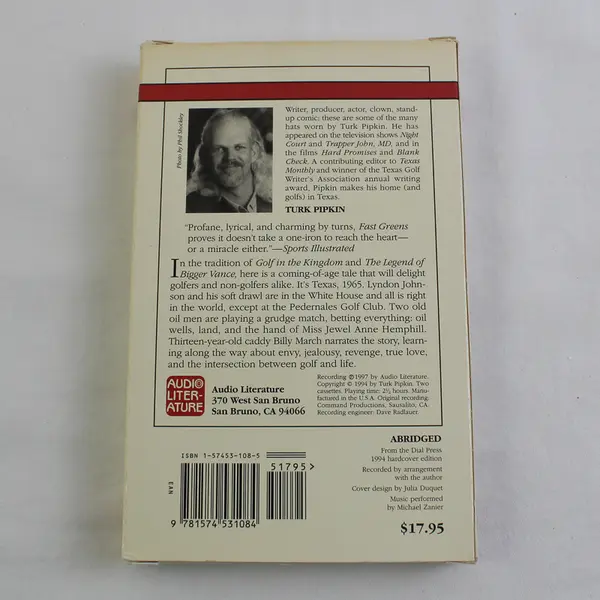 Photo by Phil Shockley
Writer, producer, actor, clown, stand-
up comic: these are some of the many
hats worn by Turk Pipkin. He has
appeared on the television shows Night
Court and Trapper John, MD, and in
the films Hard Promises and Blank
Check. A contributing editor to Texas
Monthly and winner of the Texas Golf
Writer's Association annual writing
award, Pipkin makes his home (and
golfs) in Texas.
TURK PIPKIN
"Profane, lyrical, and charming by turns, Fast Greens
proves it doesn't take a one-iron to reach the heart—
or a miracle either."—Sports Illustrated
In the tradition of Golf in the Kingdom and The Legend of
Bigger Vance, here is a coming-of-age tale that will delight
golfers and non-golfers alike. It's Texas, 1965. Lyndon John-
son and his soft drawl are in the White House and all is right
in the world, except at the Pedernales Golf Club. Two old
oil men are playing a grudge match, betting everything: oil
wells, land, and the hand of Miss Jewel Anne Hemphill.
Thirteen-year-old caddy Billy March narrates the story, learn-
ing along the way about envy, jealousy, revenge, true love,
and the intersection between golf and life.
AUDIO
LITER-
ATURE
Audio Literature
370 West San Bruno
San Bruno, CA 94066
Recording ℗1997 by Audio Literature.
Copyright © 1994 by Turk Pipkin. Two
cassettes. Playing time: 2½ hours. Manu-
factured in the U.S.A. Original recording:
Command Productions, Sausalito, CA.
Recording engineer: Dave Badlauer.
ABRIDGED
From the Dial Press
1994 hardcover edition
Recorded by arrangement
with the author
Cover design by Julia Duquet
Music performed
by Michael Zanier
$17.95
ISBN 1-57453-108-5
51795>
EAN
9 781574 531084